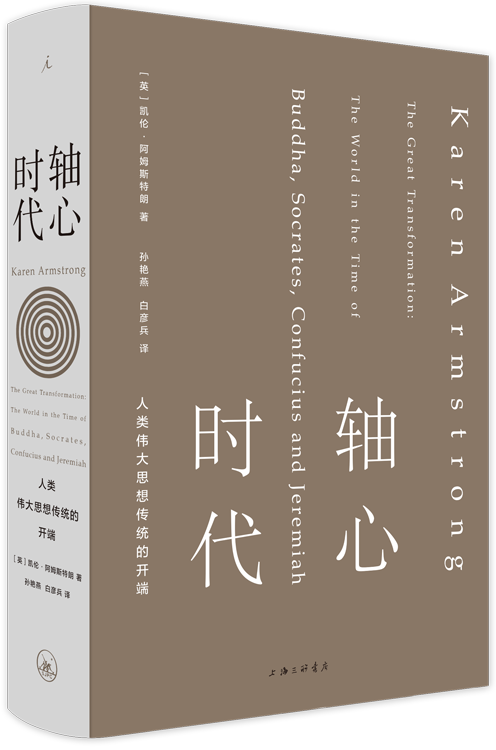 时 轴
代 心
Karen Armstrong
The Great Transformation:
The World in the Time of
Buddha, Socrates,
Confucius and Jeremiah
人类
伟大思想传统的
开端
[英] 凯伦·阿姆斯特朗 著
孙艳燕 白彦兵 译
Karen Armstrong
The Great Transformation:
The World in the Time of
Buddha, Socrates, Confucius and Jeremiah
轴心
时代
人类伟大思想传统的开端
[英] 凯伦·阿姆斯特朗 著
孙艳燕 白彦兵 译
上海三联书店